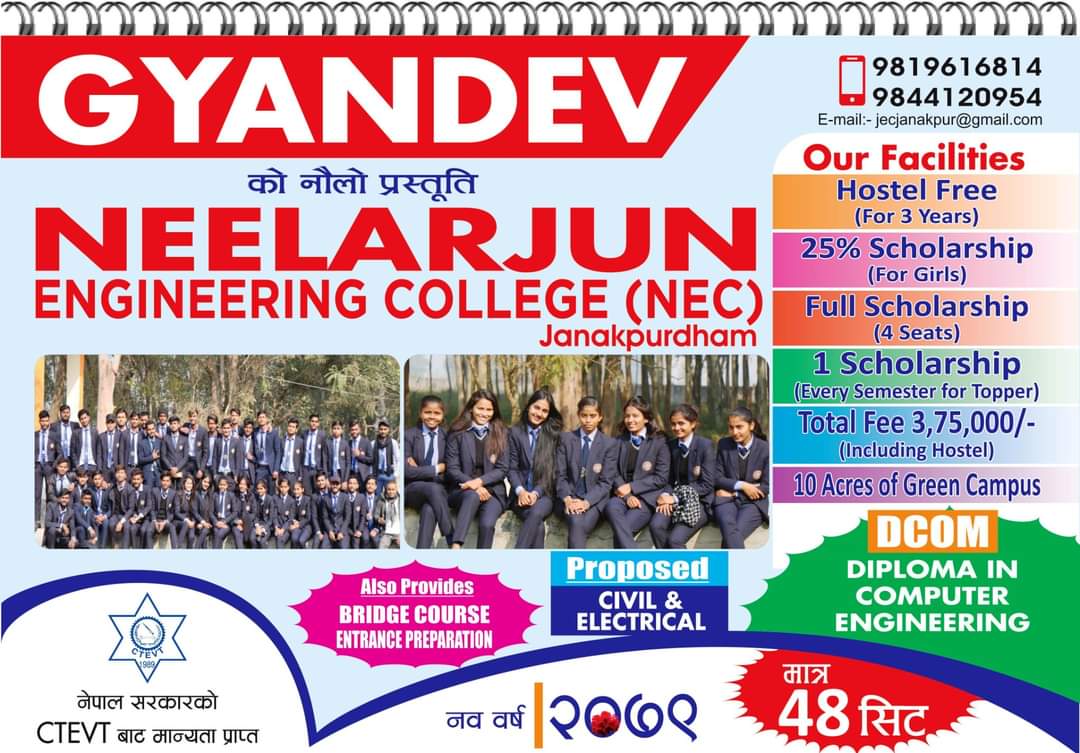 GYANDEV
को नौलो प्रस्तूति
NEELARJUN
ENGINEERING COLLEGE (NEC)
Janakpurdham
9819616814
9844120954
E-mail:- jecjanakpur@gmail.com
Our Facilities
Hostel Free
(For 3 Years)
25% Scholarship
(For Girls)
Full Scholarship
(4 Seats)
1 Scholarship
(Every Semester for Topper)
Total Fee 3,75,000/-
(Including Hostel)
10 Acres of Green Campus
DCOM
DIPLOMA IN
COMPUTER
ENGINEERING
Proposed
CIVIL &
ELECTRICAL
Also Provides
BRIDGE COURSE
ENTRANCE PREPARATION
CTEVT
1989
नेपाल सरकारको
CTEVT बाट मान्यता प्राप्त
नव वर्ष २०७९
मात्र
48 सिट